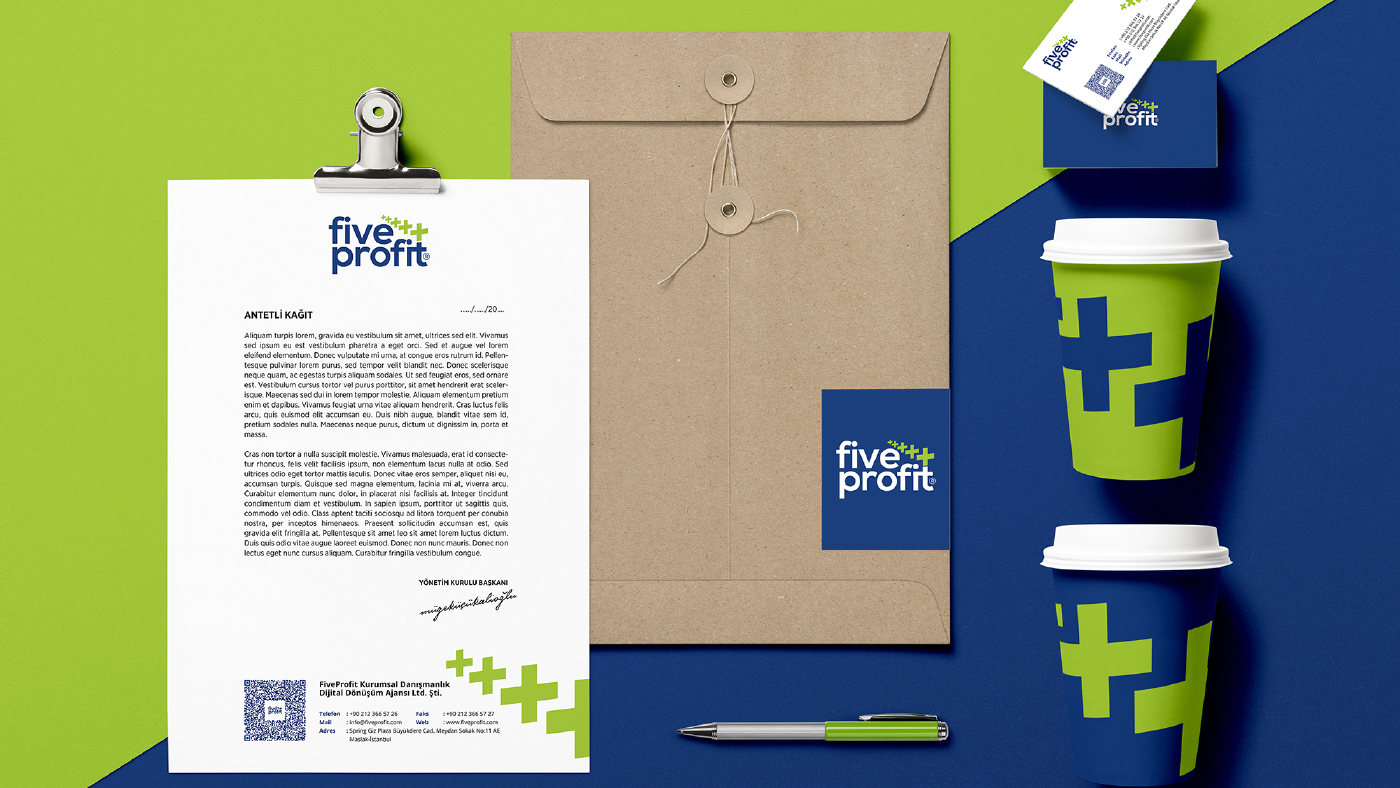 five
profit®
ANTETLİ KAĞIT
...../...../20....
Aliquam turpis lorem, gravida eu vestibulum sit amet, ultrices sed elit. Vivamus
sed ipsum eu est vestibulum pharetra a eget orci. Sed et augue vel lorem
eleifend elementum. Donec vulputate mi urna, at congue eros rutrum id. Pellen-
tesque pulvinar lorem purus, sed tempor velit blandit nec. Donec scelerisque
neque quam, ac egestas turpis aliquam sodales. Ut sed feugiat eros, sed ornare
est. Vestibulum cursus tortor vel purus porttitor, sit amet hendrerit erat sceler-
isque. Maecenas sed dui in lorem tempor molestie. Aliquam elementum pretium
enim et dapibus. Vivamus feugiat urna vitae aliquam hendrerit. Cras luctus felis
arcu, quis euismod elit accumsan eu. Duis nibh augue, blandit vitae sem id,
pretium sodales nulla. Maecenas neque purus, dictum ut dignissim in, porta et
massa.
Cras non tortor a nulla suscipit molestie. Vivamus malesuada, erat id consecte-
tur rhoncus, felis velit facilisis ipsum, non elementum lacus nulla at odio. Sed
ultrices odio eget tortor mattis iaculis. Donec vitae eros semper, aliquet nisi eu,
accumsan turpis. Quisque sed magna elementum, lacinia mi at, viverra arcu.
Curabitur elementum nunc dolor, in placerat nisi facilisis at. Integer tincidunt
condimentum diam et vestibulum. In sapien ipsum, porttitor ut sagittis quis,
commodo vel odio. Class aptent taciti sociosqu ad litora torquent per conubia
nostra, per inceptos himenaeos. Praesent sollicitudin accumsan est, quis
gravida elit fringilla at. Pellentesque sit amet leo sit amet lorem luctus dictum.
Duis quis odio vitae augue laoreet euismod. Donec non nunc mauris. Donec non
lectus eget nunc cursus aliquam. Curabitur fringilla vestibulum congue.
YÖNETİM KURULU BAŞKANI
mügeküçükalioğlu
FiveProfit Kurumsal Danışmanlık
Dijital Dönüşüm Ajansı Ltd. Şti.
Telefon : +90 212 366 57 26 Faks : +90 212 366 57 27
Mail : info@fiveprofit.com Web : www.fiveprofit.com
Adres : Spring Giz Plaza Büyükdere Cad, Meydan Sokak No:11 AE
Maslak-İstanbul
five
profit®
five
profit
five
profit